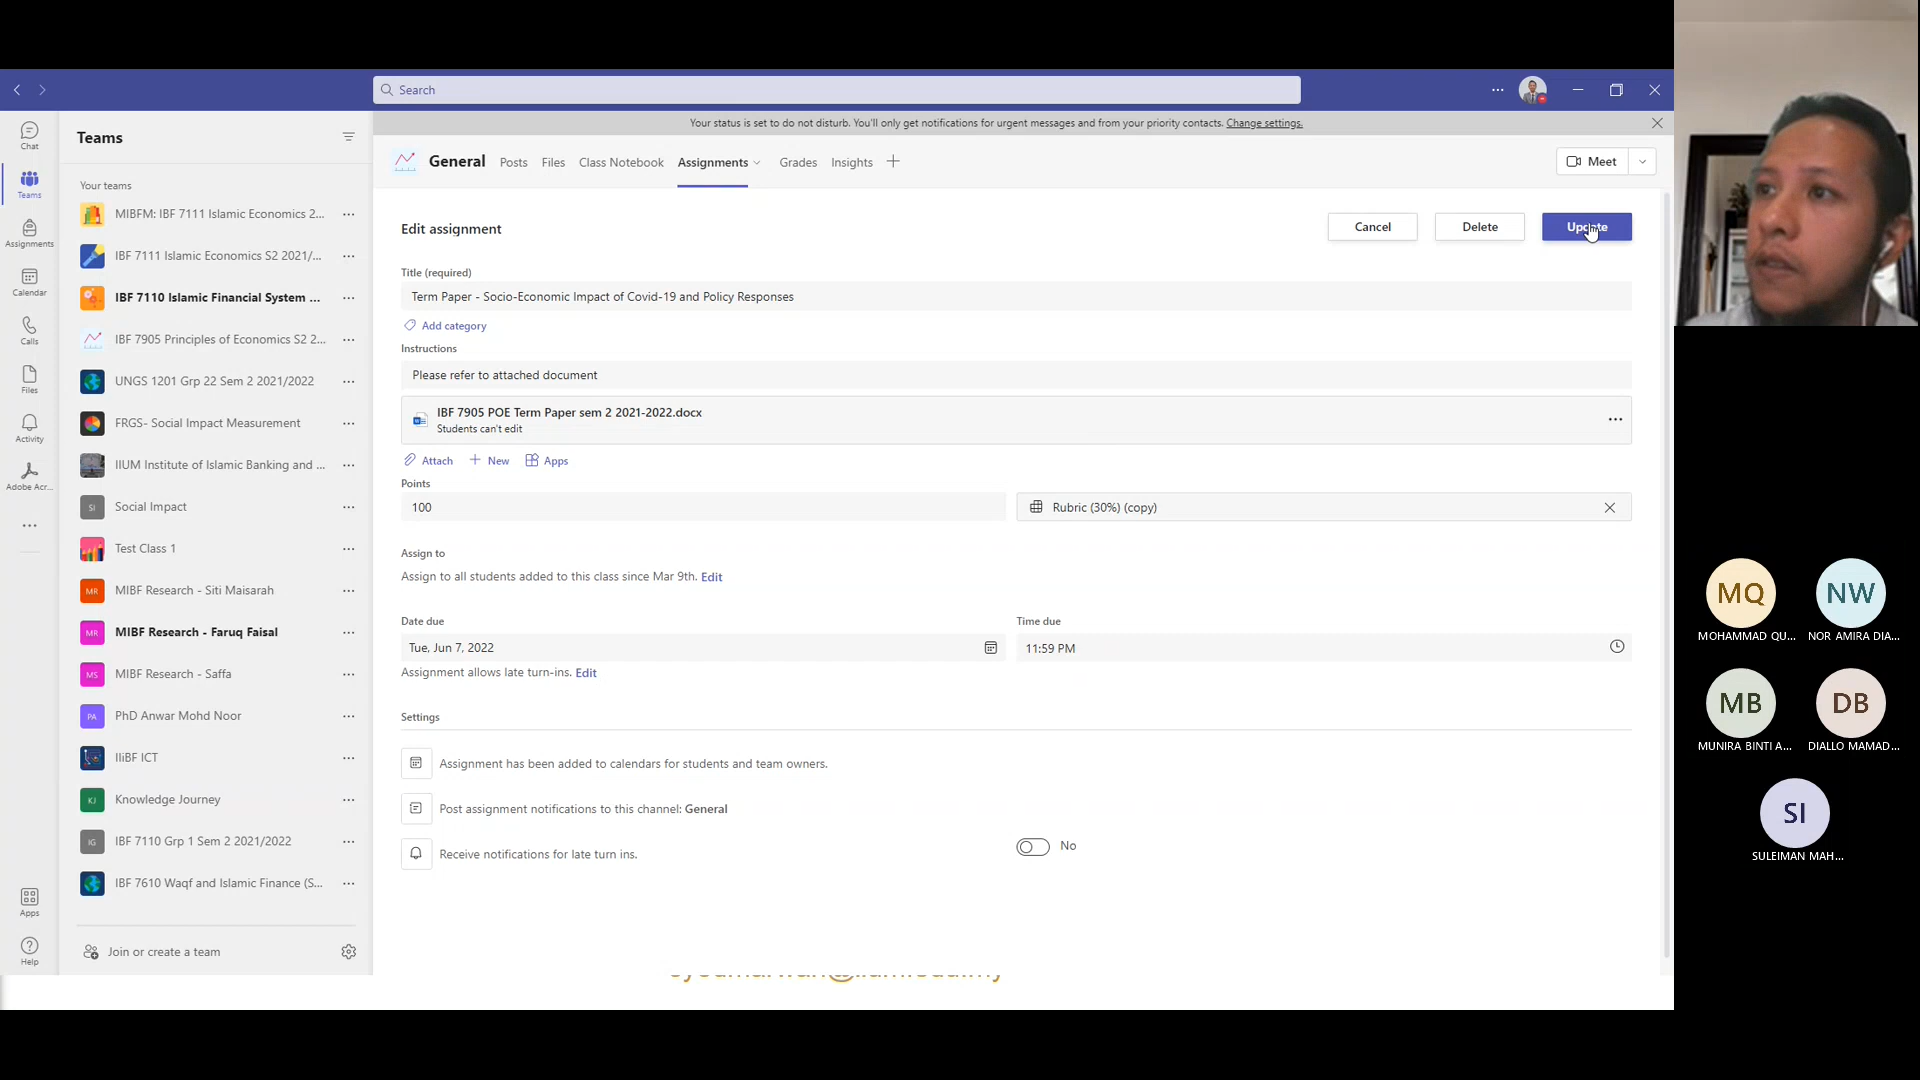 Search
Your status is set to do not disturb. You'll only get notifications for urgent messages and from your priority contacts. Change settings.
Chat
Teams
Assignments
Calendar
Calls
Files
Activity
Adobe Acr...
Apps
Help
Teams
Your teams
MIBFM: IBF 7111 Islamic Economics 2...
IBF 7111 Islamic Economics S2 2021/...
IBF 7110 Islamic Financial System ...
IBF 7905 Principles of Economics S2 2...
UNGS 1201 Grp 22 Sem 2 2021/2022
FRGS- Social Impact Measurement
IIUM Institute of Islamic Banking and ...
SI Social Impact
Test Class 1
MR MIBF Research - Siti Maisarah
MR MIBF Research - Faruq Faisal
MS MIBF Research - Saffa
PA PhD Anwar Mohd Noor
IIiBF ICT
KJ Knowledge Journey
IG IBF 7110 Grp 1 Sem 2 2021/2022
IBF 7610 Waqf and Islamic Finance (S...
Join or create a team
General Posts Files Class Notebook Assignments Grades Insights
Meet
Edit assignment
Cancel Delete Update
Title (required)
Term Paper - Socio-Economic Impact of Covid-19 and Policy Responses
Add category
Instructions
Please refer to attached document
IBF 7905 POE Term Paper sem 2 2021-2022.docx
Students can't edit
Attach New Apps
Points
100
Rubric (30%) (copy)
Assign to
Assign to all students added to this class since Mar 9th. Edit
Date due
Tue, Jun 7, 2022
Time due
11:59 PM
Assignment allows late turn-ins. Edit
Settings
Assignment has been added to calendars for students and team owners.
Post assignment notifications to this channel: General
Receive notifications for late turn ins.
No
MQ
MOHAMMAD QU...
NW
NOR AMIRA DIA...
MB
MUNIRA BINTI A...
DB
DIALLO MAMAD...
SI
SULEIMAN MAH...